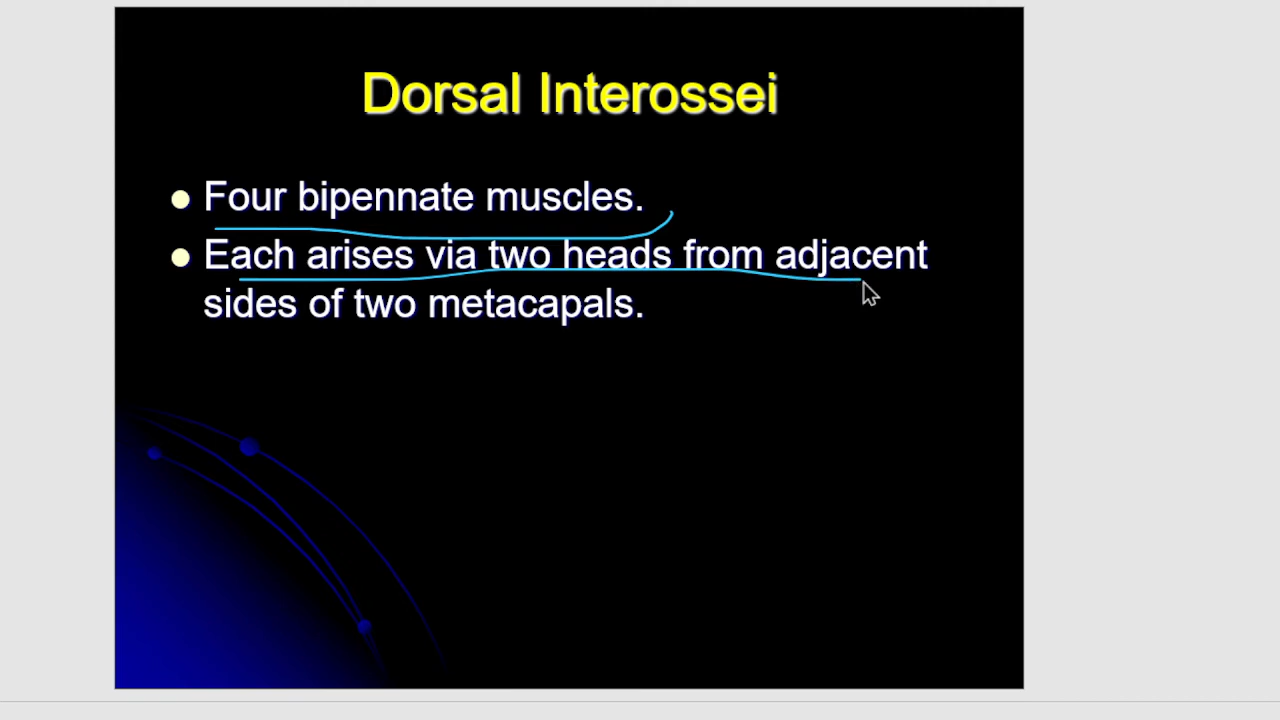 Dorsal Interossei
Four bipennate muscles.
Each arises via two heads from adjacent
sides of two metacapals.